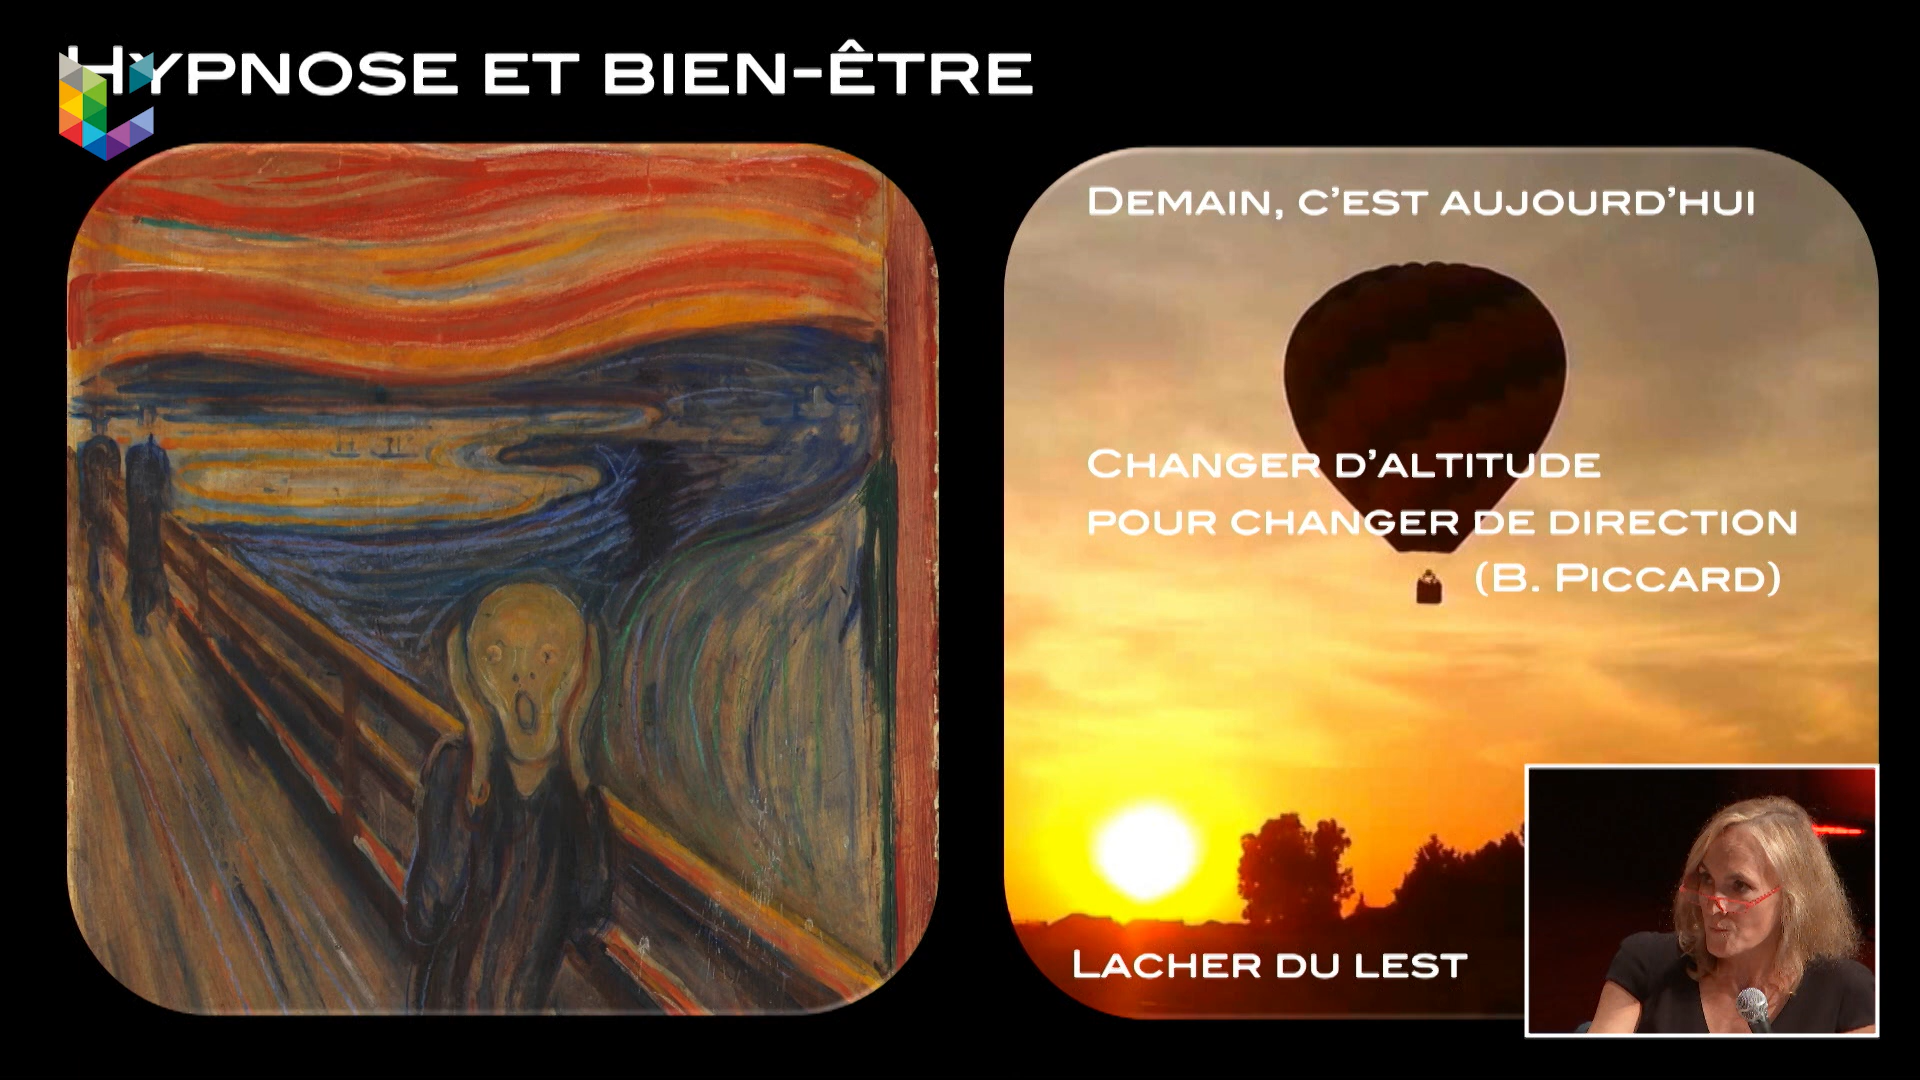 Hypnose et bien-être
Demain, c'est aujourd'hui
Changer d'altitude
pour changer de direction
(B. Piccard)
Lacher du lest